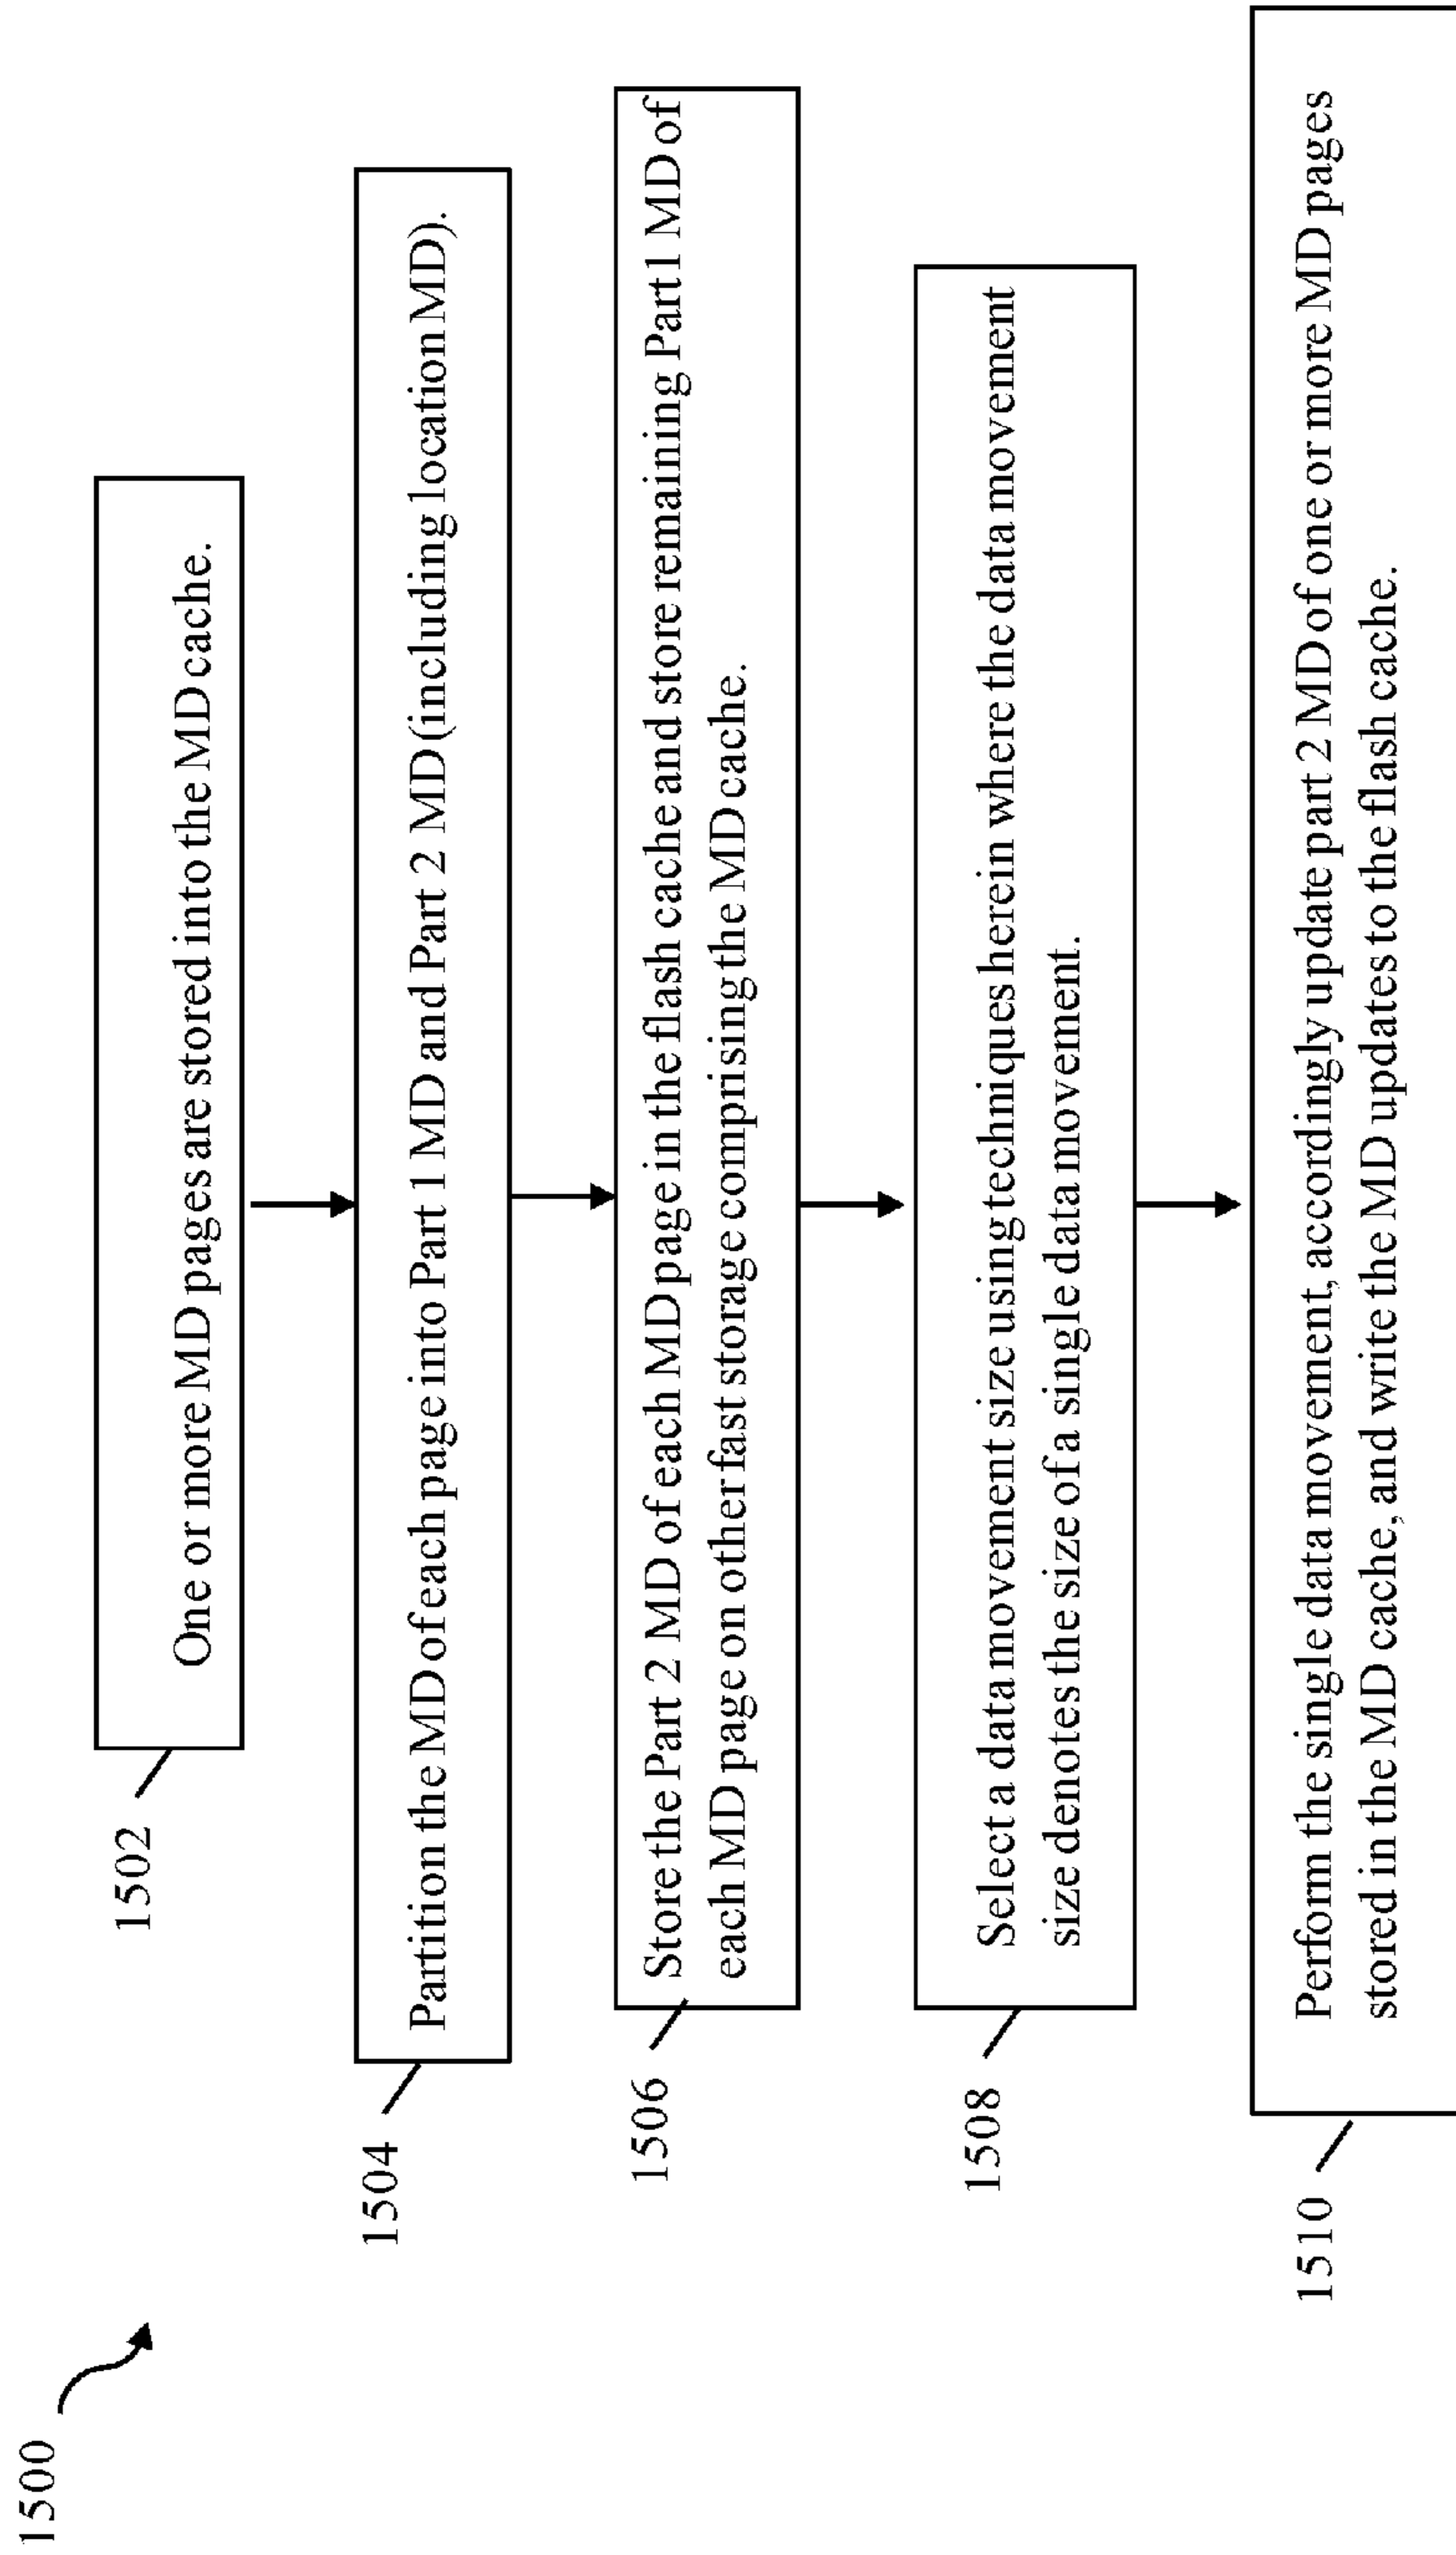 1500
1502
One or more MD pages are stored into the MD cache.
1504
Partition the MD of each page into Part 1 MD and Part 2 MD (including location MD).
1506
Store the Part 2 MD of each MD page in the flash cache and store remaining Part1 MD of
each MD page on other fast storage comprising the MD cache.
1508
Select a data movement size using techniques herein where the data movement
size denotes the size of a single data movement.
1510
Perform the single data movement, accordingly update part 2 MD of one or more MD pages
stored in the MD cache, and write the MD updates to the flash cache.